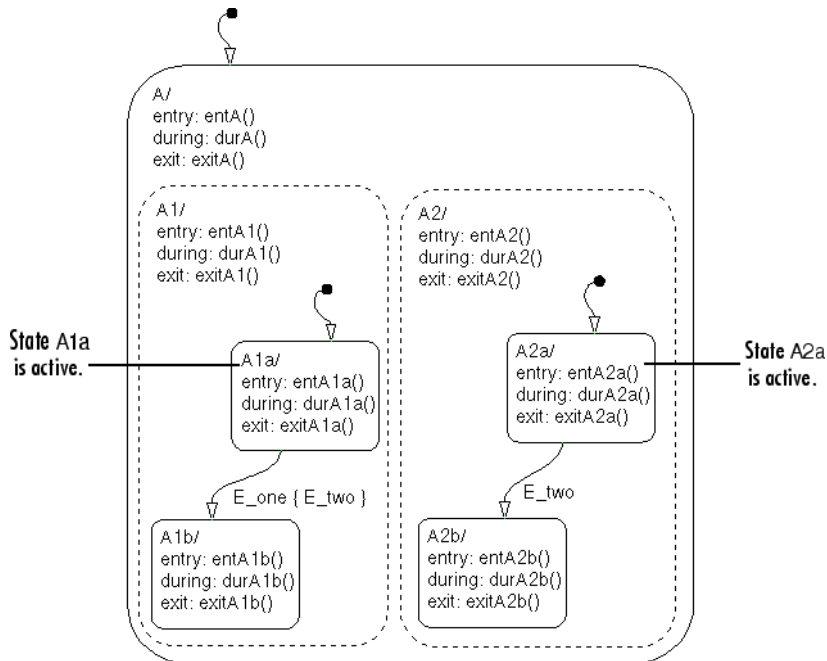 A/
entry: entA()
during: durA()
exit: exitA()
A1/
entry: entA1()
during: durA1()
exit: exitA1()
A2/
entry: entA2()
during: durA2()
exit: exitA2()
State A1a
is active.
A1a/
entry: entA1a()
during: durA1a()
exit: exitA1a()
A2a/
entry: entA2a()
during: durA2a()
exit: exitA2a()
State A2a
is active.
E_one { E_two }
E_two
A1b/
entry: entA1b()
during: durA1b()
exit: exitA1b()
A2b/
entry: entA2b()
during: durA2b()
exit: exitA2b()